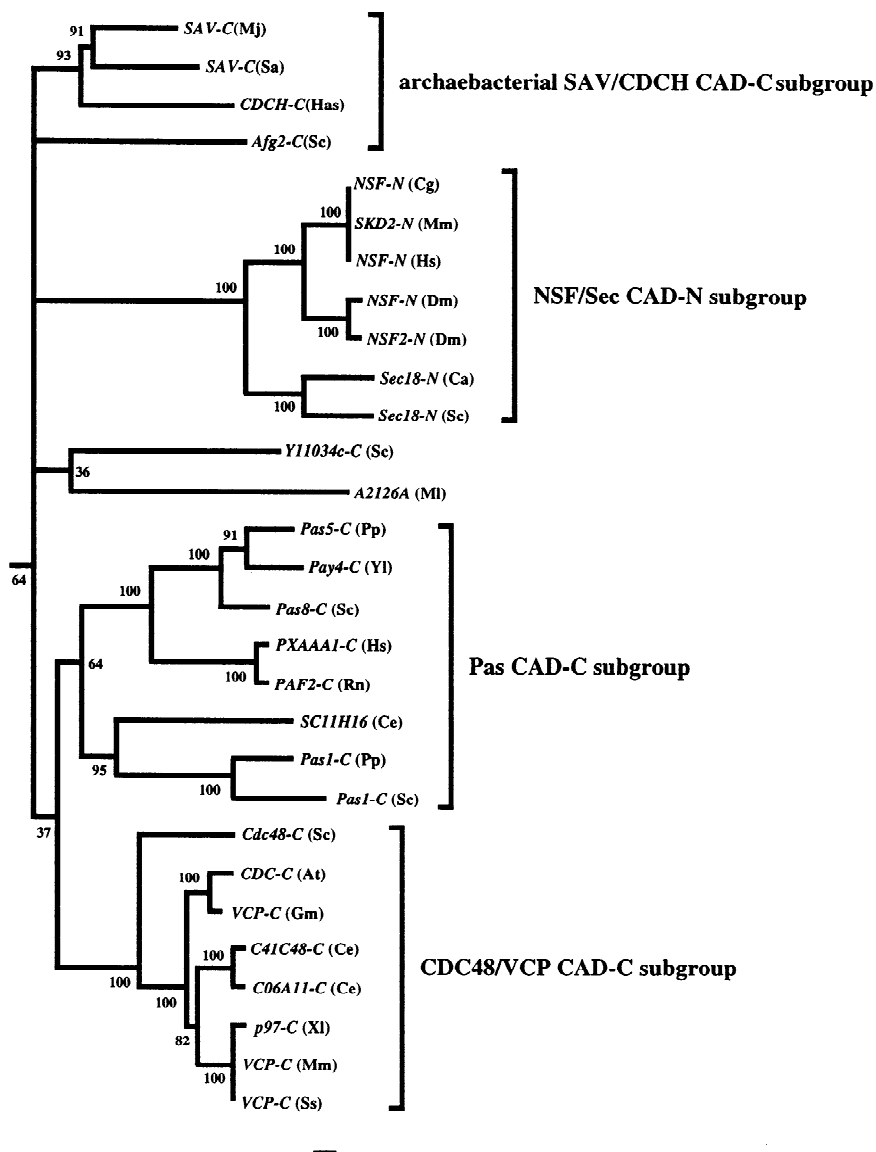 91
SAV-C(Mj)
93
SAV-C(Sa)
archaebacterial SAV/CDCH CAD-C subgroup
CDCH-C(Has)
Afg2-C(Sc)
NSF-N (Cg)
100
SKD2-N (Mm)
100
NSF-N (Hs)
100
NSF-N (Dm)
NSF/Sec CAD-N subgroup
100
NSF2-N (Dm)
Sec18-N (Ca)
100
Sec18-N (Sc)
Y11034c-C (Sc)
36
A2126A (Ml)
Pas5-C (Pp)
91
100
Pay4-C (Yl)
64
100
Pas8-C (Sc)
PXAAA1-C (Hs)
64
Pas CAD-C subgroup
100
PAF2-C (Rn)
SC11H16 (Ce)
Pas1-C (Pp)
95
100
Pas1-C (Sc)
37
Cdc48-C (Sc)
100
CDC-C (At)
VCP-C (Gm)
100
C41C48-C (Ce)
CDC48/VCP CAD-C subgroup
100
C06A11-C (Ce)
100
p97-C (Xl)
82
VCP-C (Mm)
100
VCP-C (Ss)